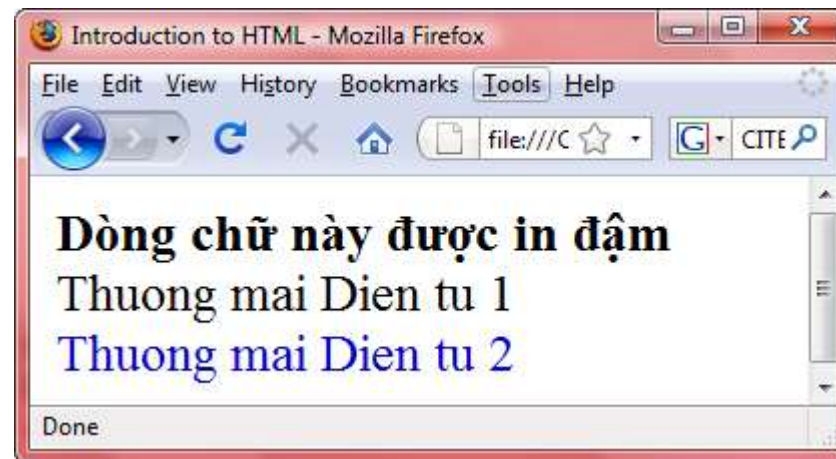 Introduction to HTML - Mozilla Firefox
File Edit View History Bookmarks Tools Help
file:///C G CITE
Dòng chữ này được in đậm
Thuong mai Dien tu 1
Thuong mai Dien tu 2
Done